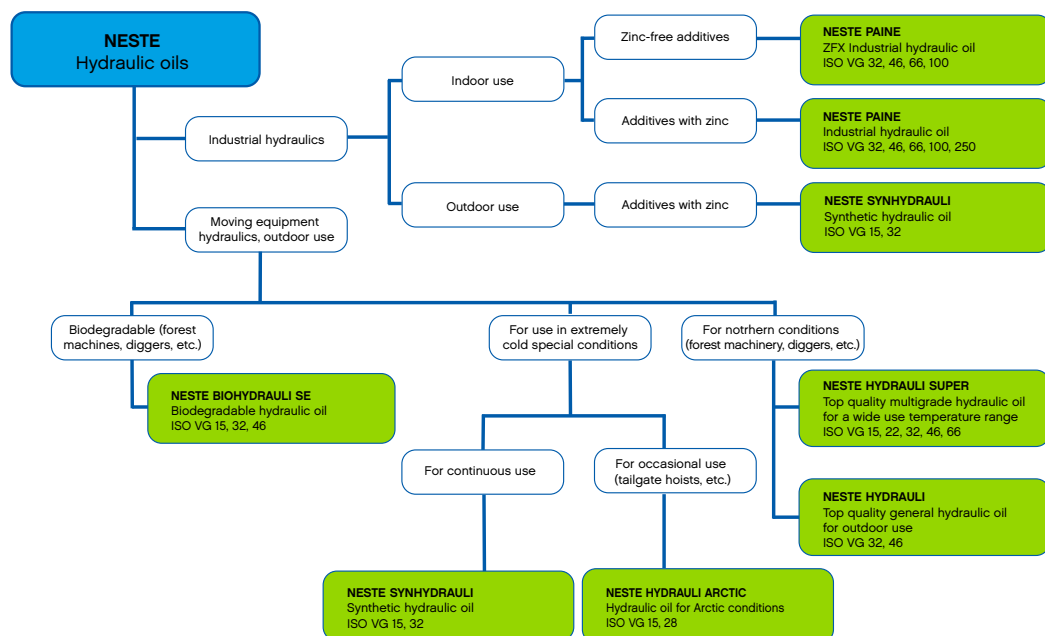 NESTE
Hydraulic oils
Zinc-free additives
NESTE PAINE
ZFX Industrial hydraulic oil
ISO VG 32, 46, 66, 100
Indoor use
Additives with zinc
NESTE PAINE
Industrial hydraulic oil
ISO VG 32, 46, 66, 100, 250
Industrial hydraulics
Outdoor use
Additives with zinc
NESTE SYNHYDRAULI
Synthetic hydraulic oil
ISO VG 15, 32
Moving equipment
hydraulics, outdoor use
Biodegradable (forest
machines, diggers, etc.)
For use in extremely
cold special conditions
For notrhern conditions
(forest machinery, diggers, etc.)
NESTE BIOHYDRAULI SE
Biodegradable hydraulic oil
ISO VG 15, 32, 46
NESTE HYDRAULI SUPER
Top quality multigrade hydraulic oil
for a wide use temperature range
ISO VG 15, 22, 32, 46, 66
For continuous use
For occasional use
(tailgate hoists, etc.)
NESTE HYDRAULI
Top quality general hydraulic oil
for outdoor use
ISO VG 32, 46
NESTE SYNHYDRAULI
Synthetic hydraulic oil
ISO VG 15, 32
NESTE HYDRAULI ARCTIC
Hydraulic oil for Arctic conditions
ISO VG 15, 28